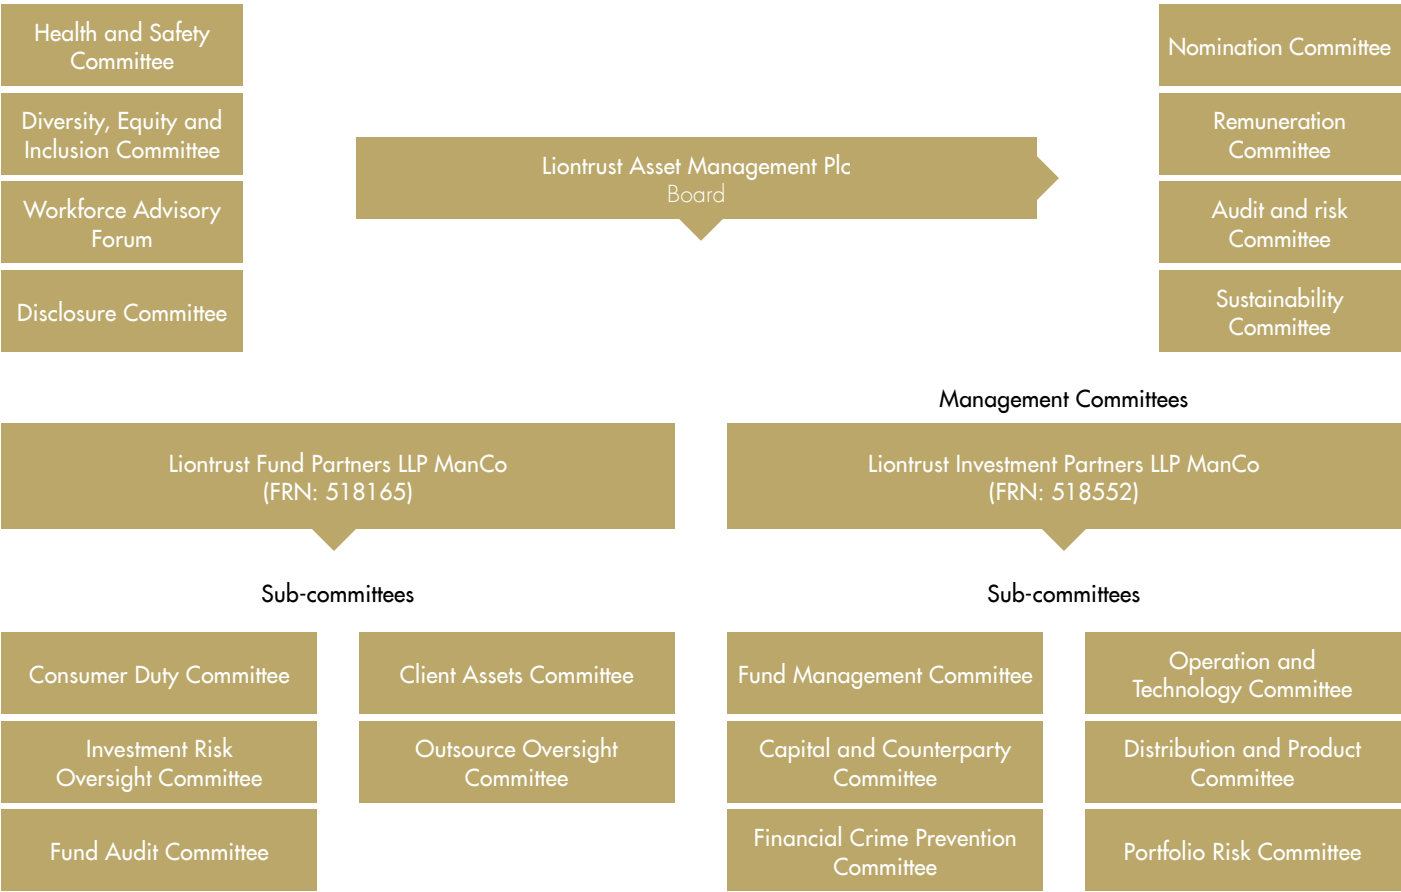 Health and Safety
Committee
Diversity, Equity and
Inclusion Committee
Workforce Advisory
Forum
Disclosure Committee
Liontrust Asset Management Plc
Board
Nomination Committee
Remuneration
Committee
Audit and risk
Committee
Sustainability
Committee
Management Committees
Liontrust Fund Partners LLP ManCo
(FRN: 518165)
Liontrust Investment Partners LLP ManCo
(FRN: 518552)
Sub-committees
Consumer Duty Committee
Client Assets Committee
Investment Risk
Oversight Committee
Outsource Oversight
Committee
Fund Audit Committee
Sub-committees
Fund Management Committee
Operation and
Technology Committee
Capital and Counterparty
Committee
Distribution and Product
Committee
Financial Crime Prevention
Committee
Portfolio Risk Committee